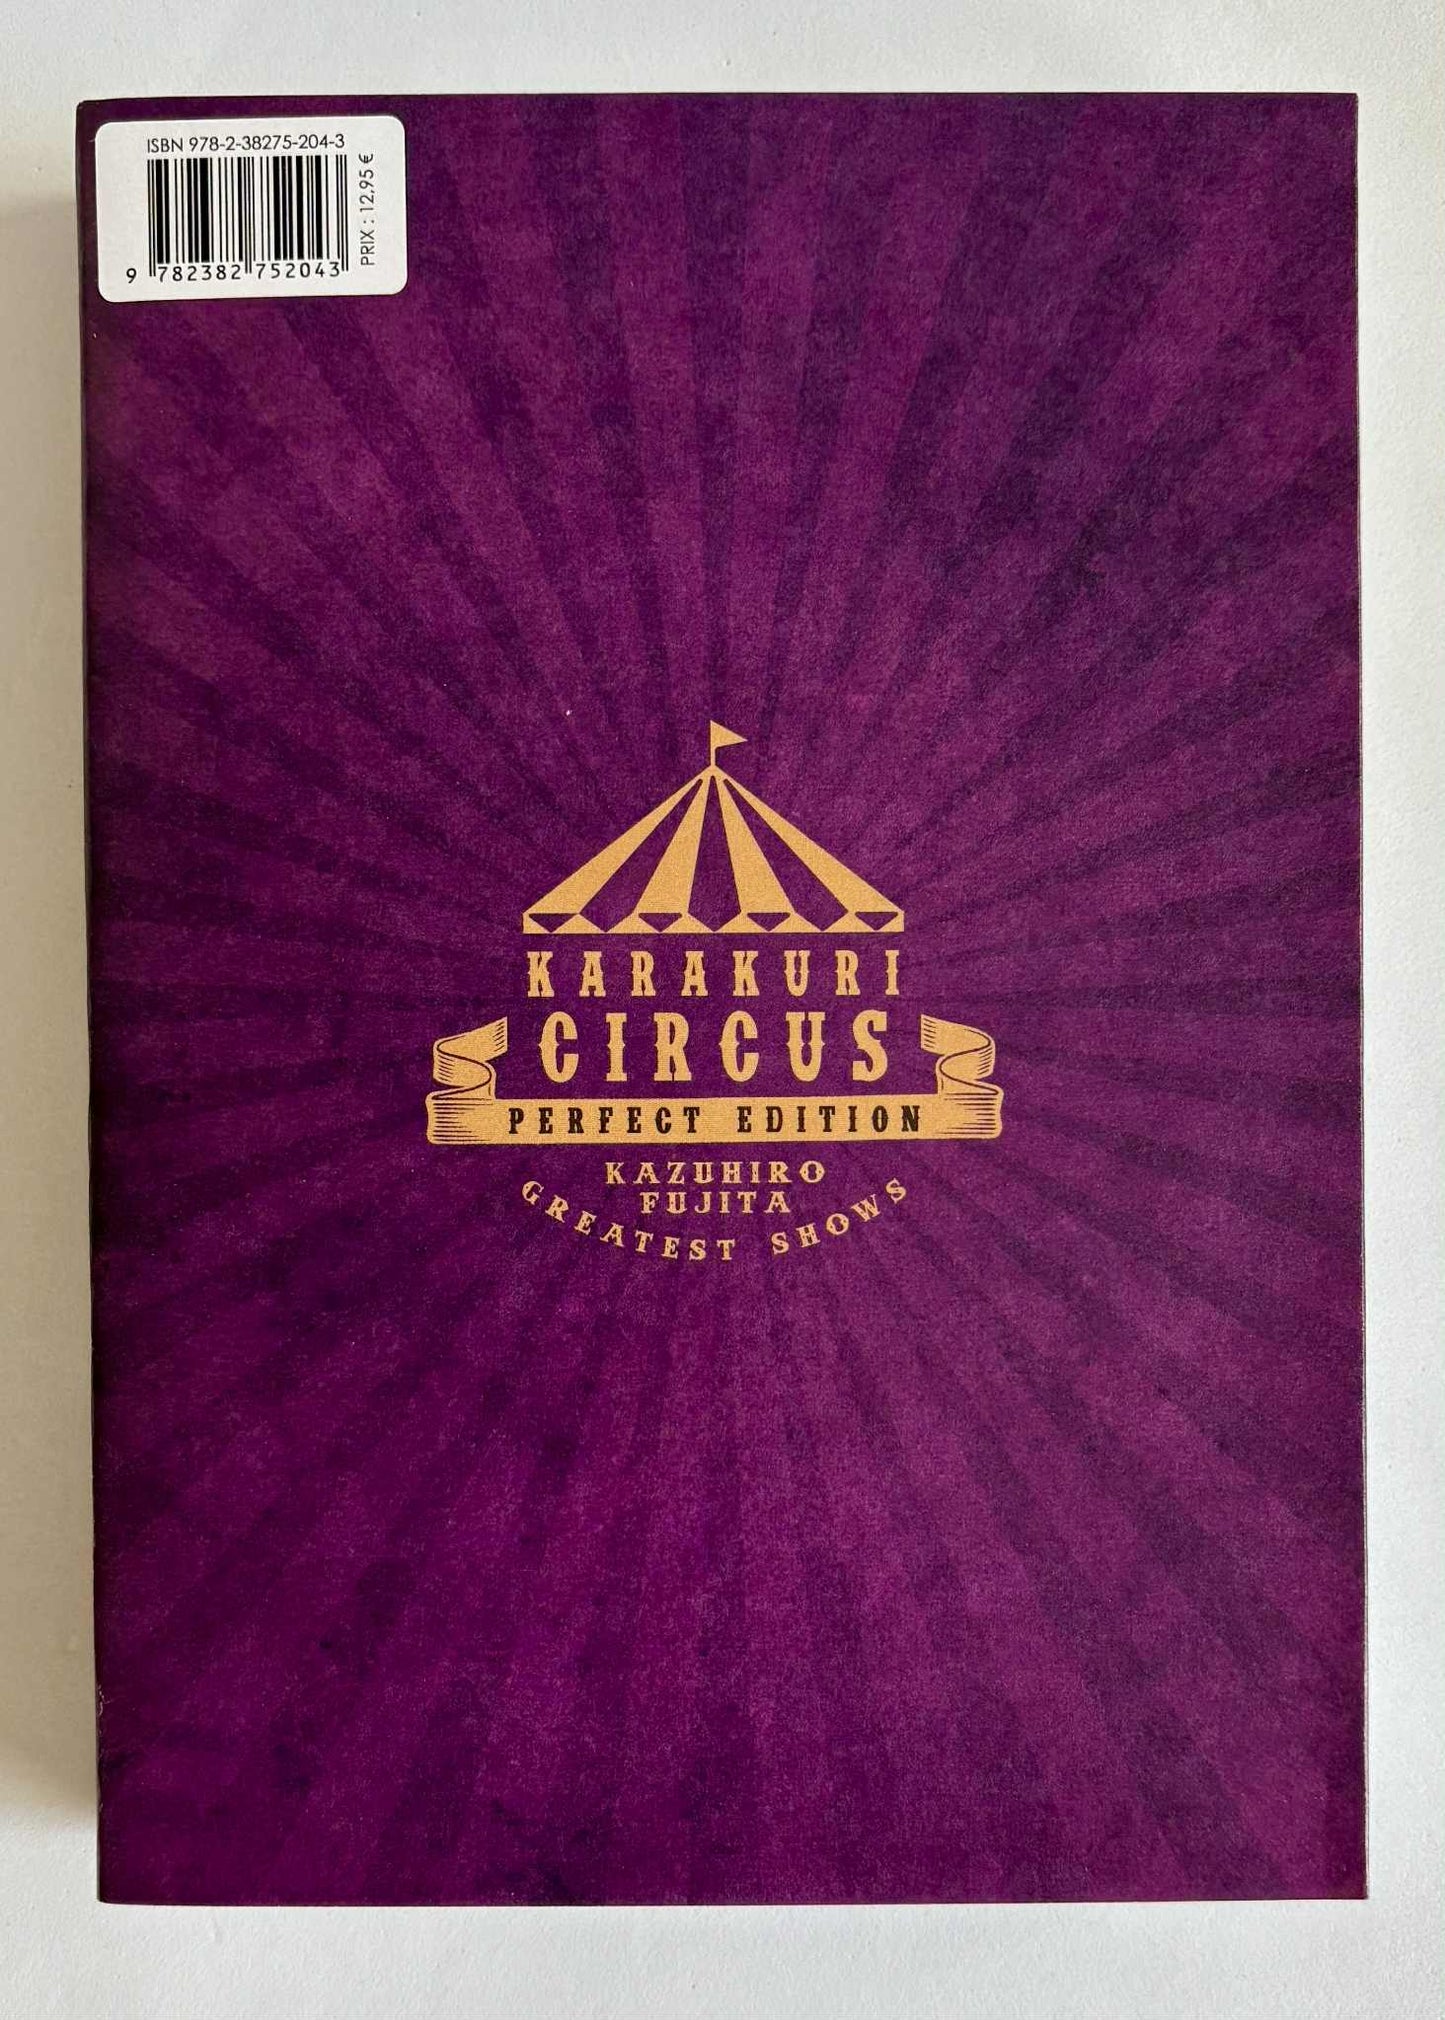 ISBN 978-2-38275-204-3
PRIX : 12,95 €
9 782382 752043
KARAKURI
CIRCUS
PERFECT EDITION
KAZUHIRO
FUJITA
GREATEST SHOWS